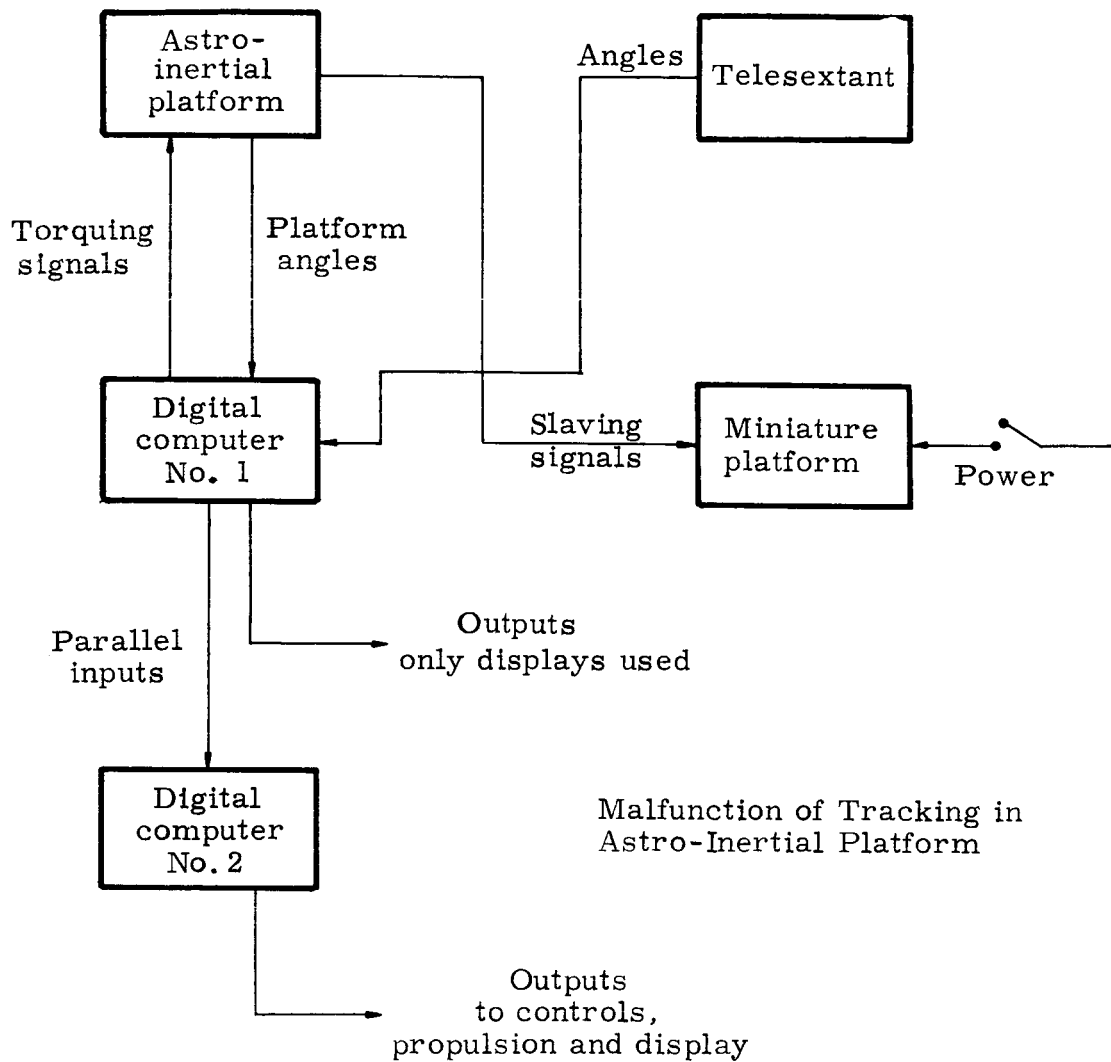 Astro-
inertial
platform
Angles
Telesextant
Torquing
signals
Platform
angles
Digital
computer
No. 1
Slaving
signals
Miniature
platform
Power
Parallel
inputs
Outputs
only displays used
Digital
computer
No. 2
Malfunction of Tracking in
Astro-Inertial Platform
Outputs
to controls,
propulsion and display